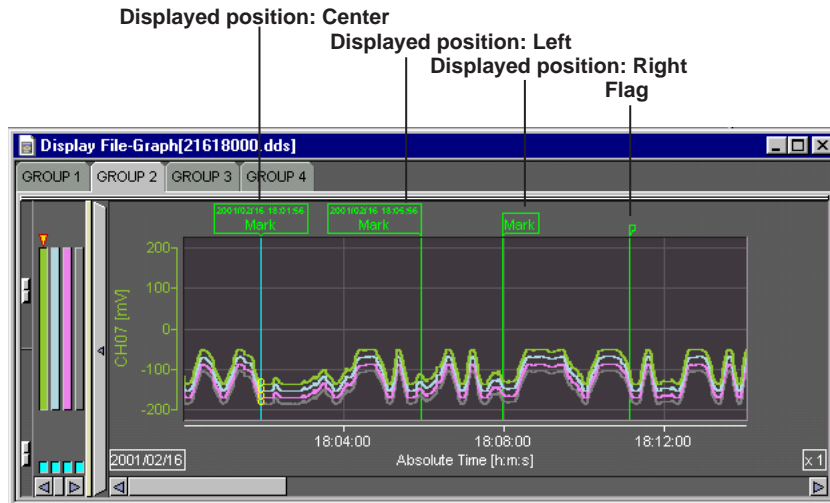 Displayed position: Center
Displayed position: Left
Displayed position: Right
Flag
Display File-Graph[21618000.dds]
GROUP 1 GROUP 2 GROUP 3 GROUP 4
2001/02/16 18:01:56 2001/02/16 18:05:56
Mark Mark Mark
200
100
0
-100
-200
CH07 [mV]
18:04:00 18:08:00 18:12:00
2001/02/16 Absolute Time [h:m:s] x 1